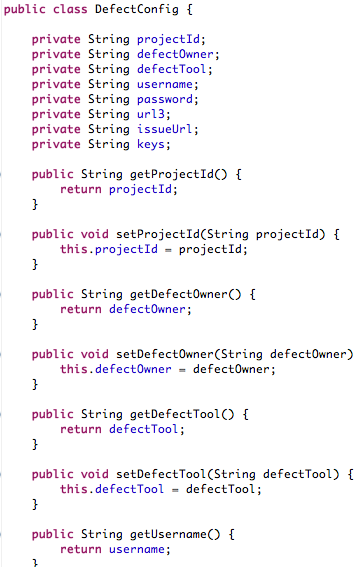 public class DefectConfig {
private String projectId;
private String defectOwner;
private String defectTool;
private String username;
private String password;
private String url3;
private String issueUrl;
private String keys;
public String getProjectId() {
return projectId;
}
public void setProjectId(String projectId) {
this.projectId = projectId;
}
public String getDefectOwner() {
return defectOwner;
}
public void setDefectOwner(String defectOwner)
this.defectOwner = defectOwner;
}
public String getDefectTool() {
return defectTool;
}
public void setDefectTool(String defectTool) {
this.defectTool = defectTool;
}
public String getUsername() {
return username;
}